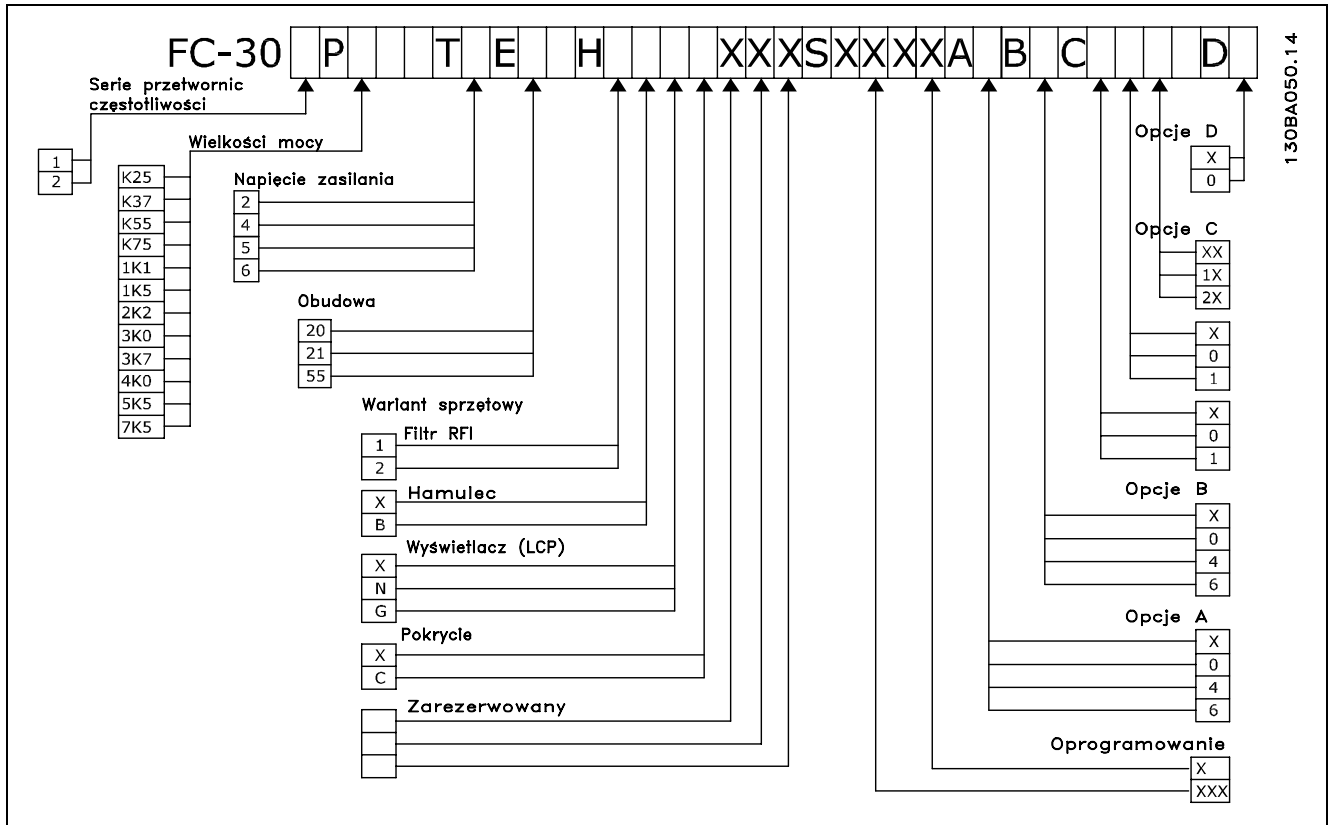 FC-30 P T E H XXXSXXXXA B C D
130BA050.14
Serie przetwornic
częstotliwości
1
2
Wielkości mocy
K25
K37
K55
K75
1K1
1K5
2K2
3K0
3K7
4K0
5K5
7K5
Napięcie zasilania
2
4
5
6
Obudowa
20
21
55
Wariant sprzętowy
Filtr RFI
1
2
Hamulec
X
B
Wyświetlacz (LCP)
X
N
G
Pokrycie
X
C
Zarezerwowany
Opcje D
X
0
Opcje C
XX
1X
2X
X
0
1
X
0
1
Opcje B
X
0
4
6
Opcje A
X
0
4
6
Oprogramowanie
X
XXX